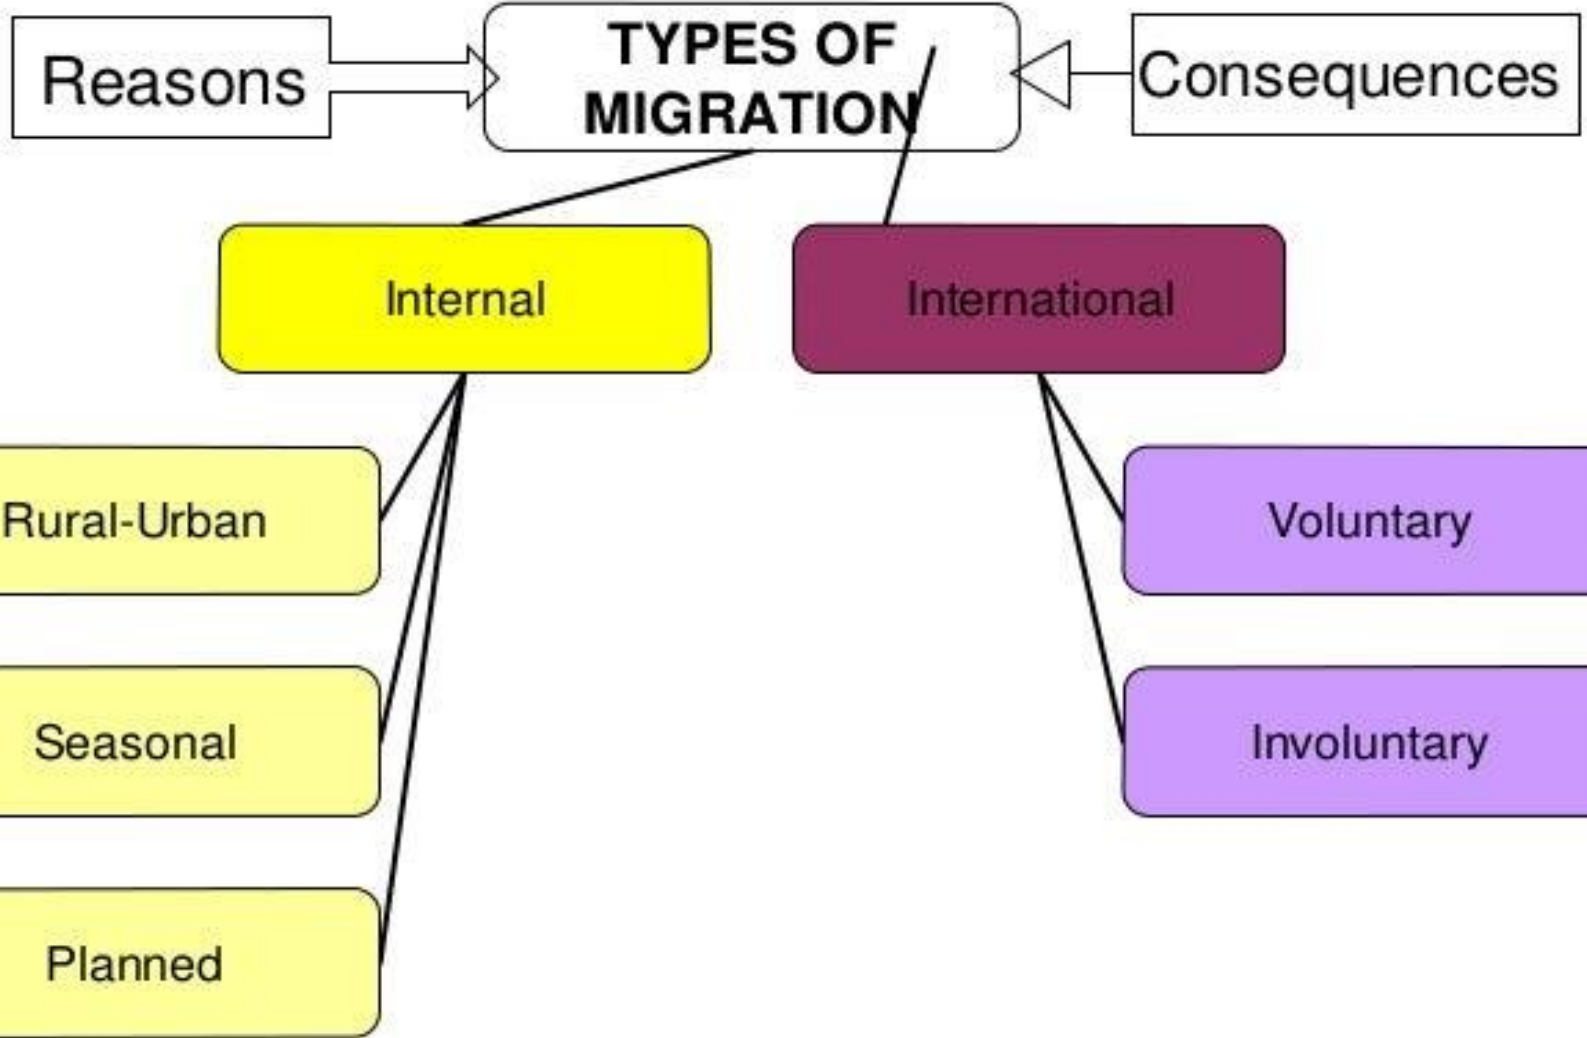 Reasons
TYPES OF
MIGRATION
Consequences
Internal
International
Rural-Urban
Voluntary
Seasonal
Involuntary
Planned